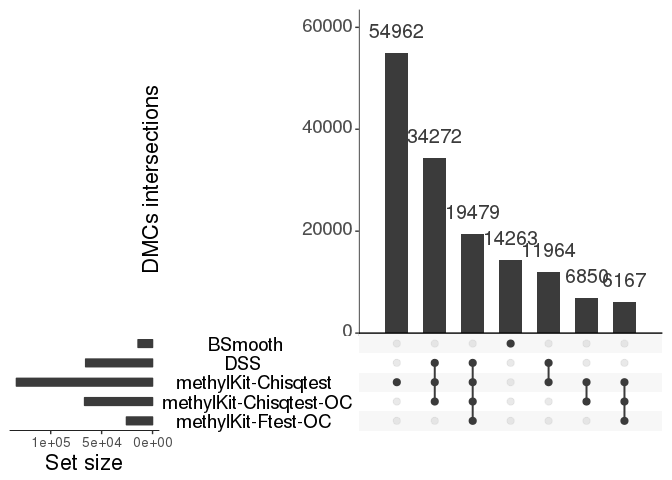 60000
54962
40000
34272
DMCs intersections
20000
19479
14263
11964
6850
6167
0
BSmooth
DSS
methylKit-Chisqtest
methylKit-Chisqtest-OC
methylKit-Ftest-OC
1e+05 5e+04 0e+00
Set size